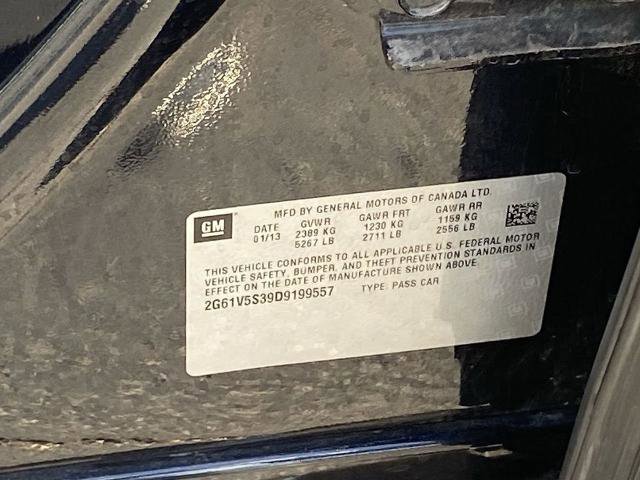 GM
MFD BY GENERAL MOTORS OF CANADA LTD.
DATE GVWR GAWR FRT GAWR RR
01/13 2389 KG 1230 KG 1159 KG
5267 LB 2711 LB 2556 LB
THIS VEHICLE CONFORMS TO ALL APPLICABLE U.S. FEDERAL MOTOR
VEHICLE SAFETY, BUMPER, AND THEFT PREVENTION STANDARDS IN
EFFECT ON THE DATE OF MANUFACTURE SHOWN ABOVE.
2G61V5S39D9199557 TYPE: PASS CAR